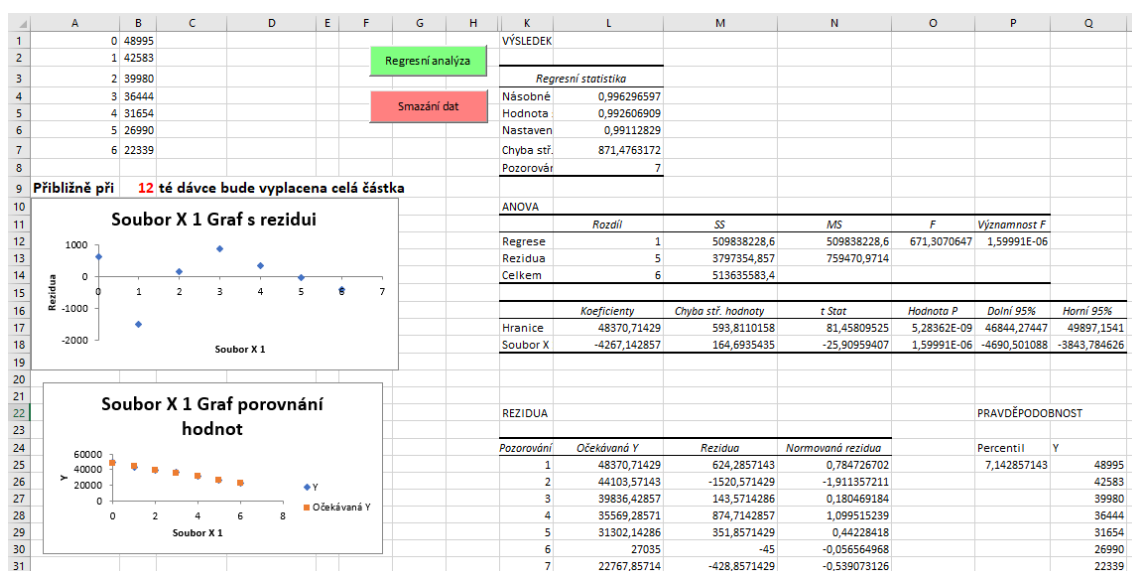 A B C D E F G H K L M N O P Q
1 0 48995 VÝSLEDEK
2 1 42583 Regresní analýza
3 2 39980 Regresní statistika
4 3 36444 Smazání dat Násobné 0,996296597
5 4 31654 Hodnota 0,992606909
6 5 26990 Nastaven 0,99112829
7 6 22339 Chyba stř. 871,4763172
8 Pozorovár 7
9 Přibližně při 12 té dávce bude vyplacena celá částka
10 ANOVA
11 Rozdíl SS MS F Významnost F
12 Regrese 1 509838228,6 509838228,6 671,3070647 1,59991E-06
13 Rezidua 5 3797354,857 759470,9714
14 Celkem 6 513635583,4
15
16 Koeficienty Chyba stř. hodnoty t Stat Hodnota P Dolní 95% Horní 95%
17 Hranice 48370,71429 593,8110158 81,45809525 5,28362E-09 46844,27447 49897,1541
18 Soubor X -4267,142857 164,6935435 -25,90959407 1,59991E-06 -4690,501088 -3843,784626
19
20
21
22 REZIDUA PRAVDĚPODOBNOST
23
24 Pozorování Očekávaná Y Rezidua Normovaná rezidua Percentil Y
25 1 48370,71429 624,2857143 0,784726702 7,142857143 48995
26 2 44103,57143 -1520,571429 -1,911357211 42583
27 3 39836,42857 143,5714286 0,180469184 39980
28 4 35569,28571 874,7142857 1,099515239 36444
29 5 31302,14286 351,8571429 0,44228418 31654
30 6 27035 -45 -0,056564968 26990
31 7 22767,85714 -428,8571429 -0,539073126 22339
Soubor X 1 Graf s rezidui
Rezidua
1000
0
-1000
-2000
0 1 2 3 4 5 6 7
Soubor X 1
Soubor X 1 Graf porovnání
hodnot
Y
60000
40000
20000
0
0 2 4 6 8
Soubor X 1
Y
Očekávaná Y